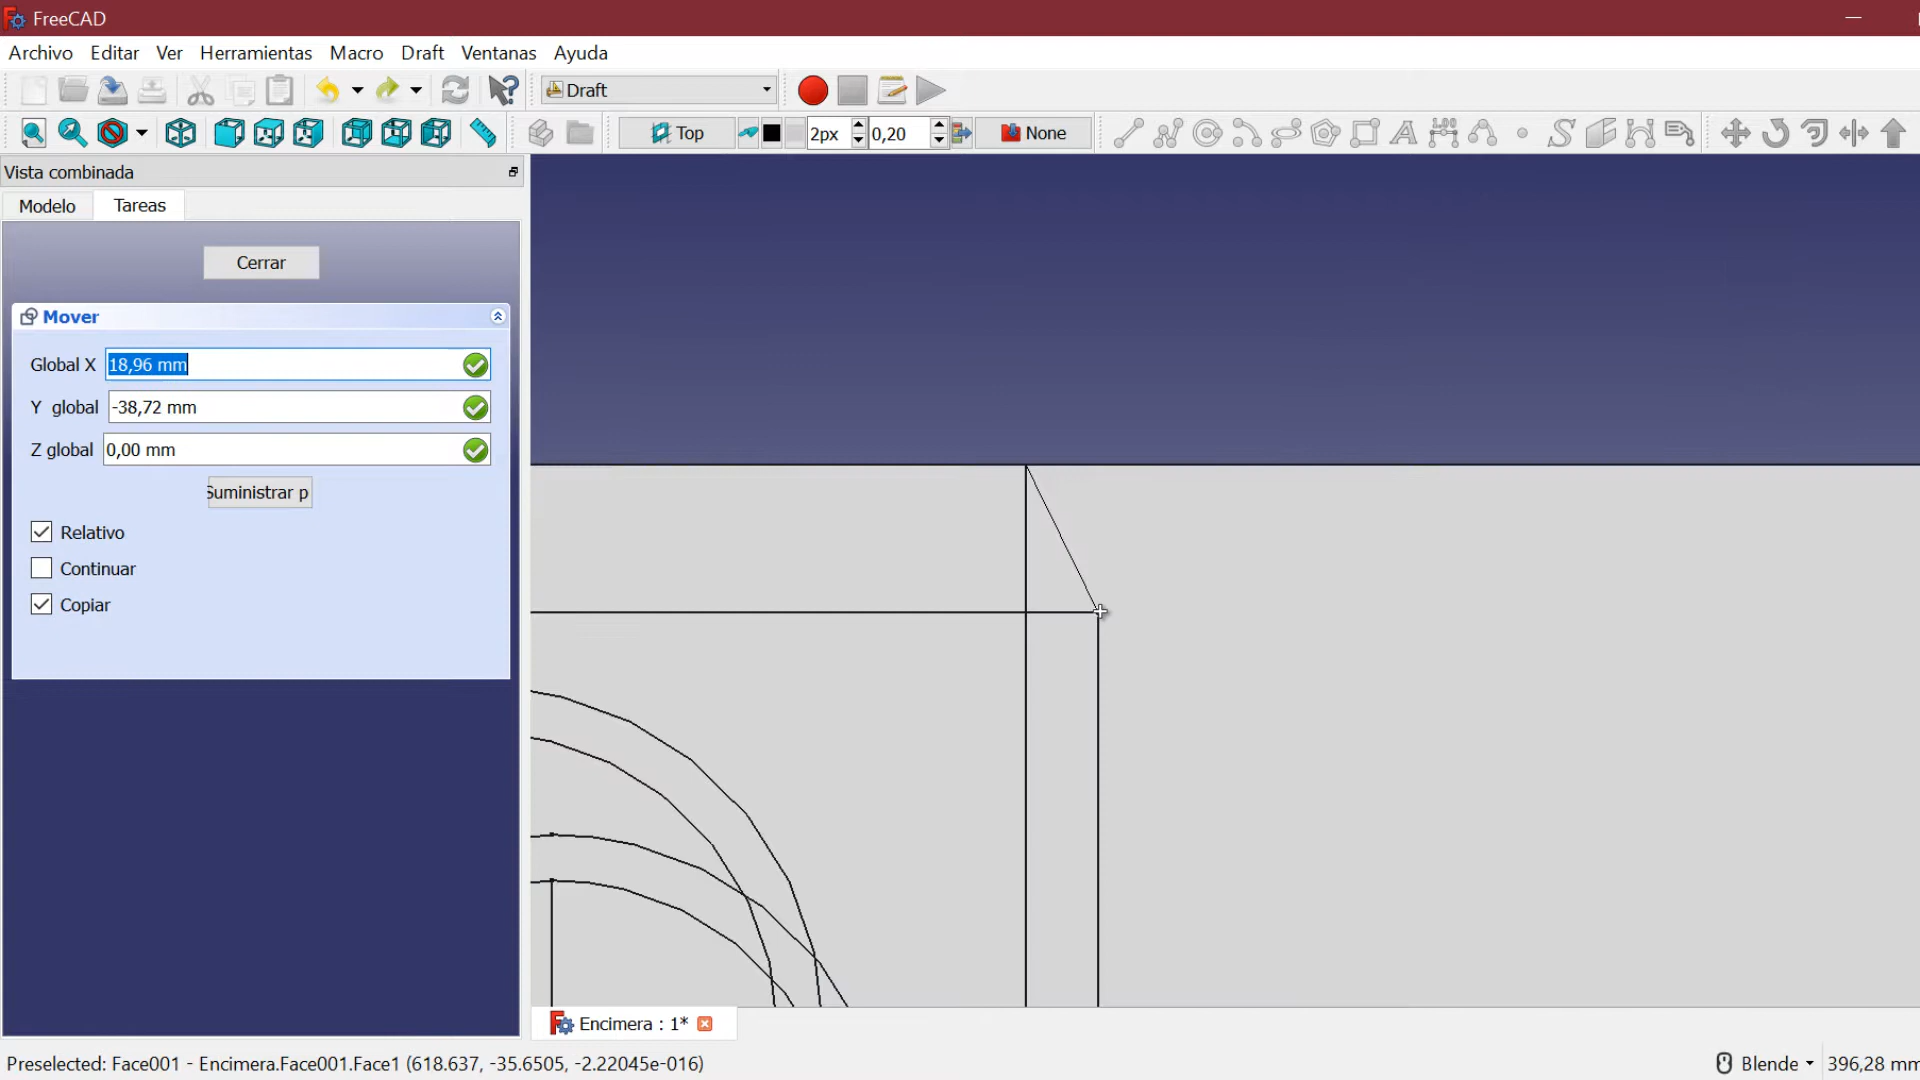 FreeCAD
Archivo Editar Ver Herramientas Macro Draft Ventanas Ayuda
Draft
Top 2px 0,20 None
Vista combinada
Modelo Tareas
Cerrar
Mover
Global X 18,96 mm
Y global -38,72 mm
Z global 0,00 mm
Suministrar p
Relativo
Continuar
Copiar
Encimera : 1*
Preselected: Face001 - Encimera.Face001.Face1 (618.637, -35.6505, -2.22045e-016)
Blende 396,28 mm